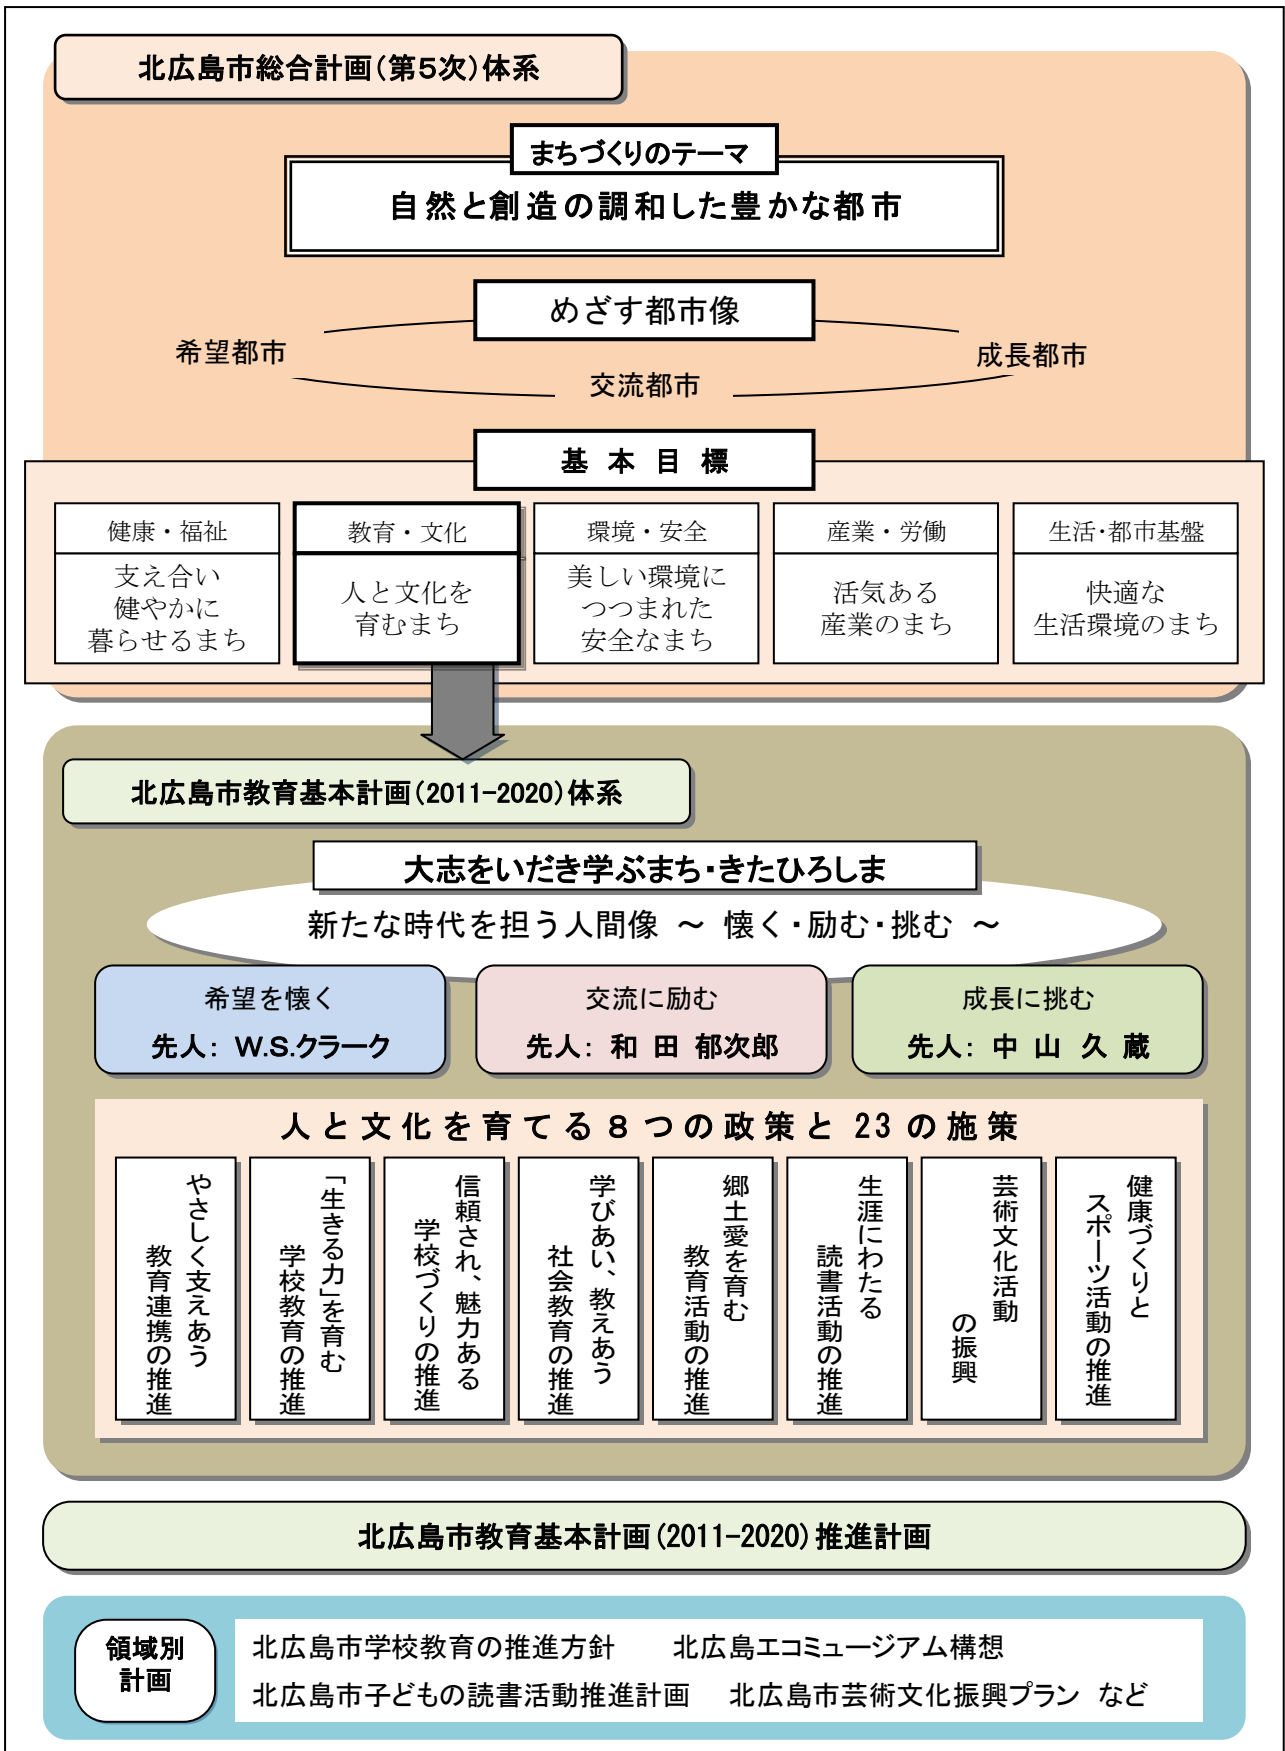 北広島市総合計画（第5次）体系
まちづくりのテーマ
自然と創造の調和した豊かな都市
めざす都市像
希望都市
成長都市
交流都市
基本目標
健康・福祉
支え合い
健やかに
暮らせるまち
教育・文化
人と文化を
育むまち
環境・安全
美しい環境に
つつまれた
安全なまち
産業・労働
活気ある
産業のまち
生活・都市基盤
快適な
生活環境のまち
北広島市教育基本計画（2011-2020）体系
大志をいだき学ぶまち・きたひろしま
新たな時代を担う人間像 ～ 懐く・励む・挑む ～
希望を懐く
先人： W.S.クラーク
交流に励む
先人： 和 田 郁次郎
成長に挑む
先人： 中 山 久 蔵
人と文化を育てる8つの政策と 23 の施策
やさしく支えあう
教育連携の推進
「生きる力」を育む
学校教育の推進
信頼され、魅力ある
学校づくりの推進
学びあい、教えあう
社会教育の推進
郷土愛を育む
教育活動の推進
生涯にわたる
読書活動の推進
芸術文化活動
の振興
健康づくりと
スポーツ活動の推進
北広島市教育基本計画（2011-2020）推進計画
領域別
計画
北広島市学校教育の推進方針 北広島エコミュージアム構想
北広島市子どもの読書活動推進計画 北広島市芸術文化振興プラン など